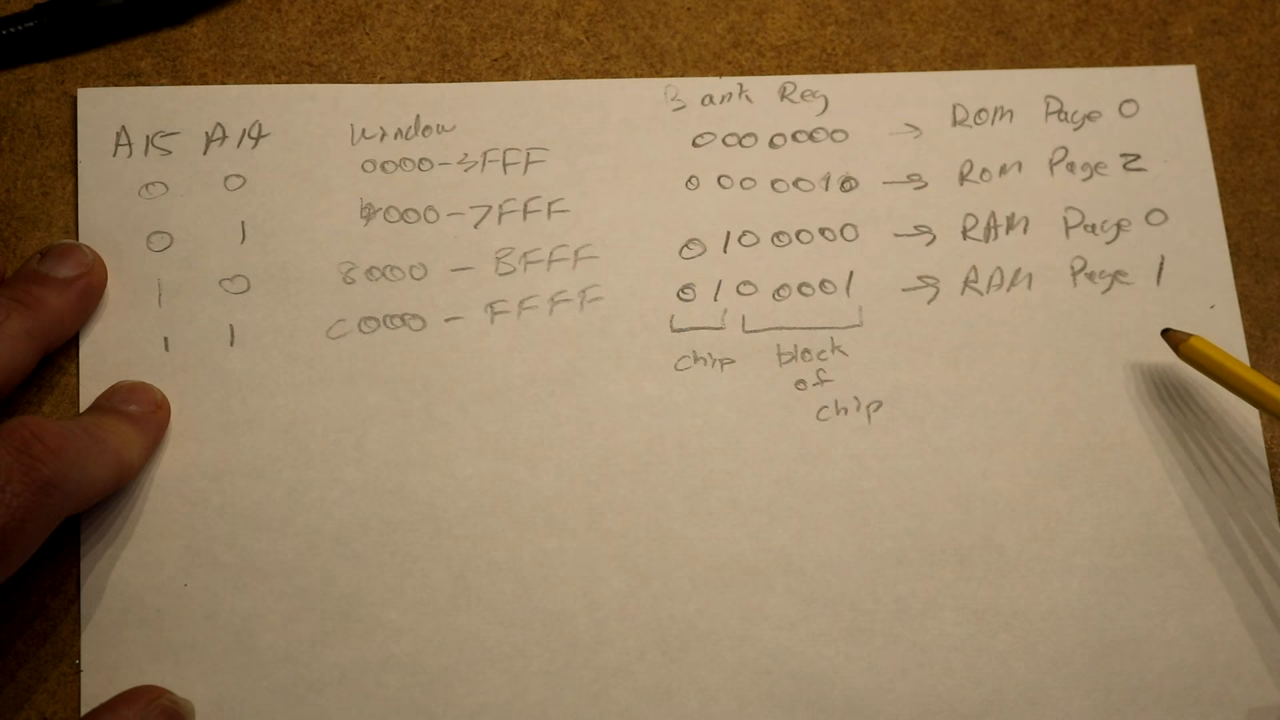 A15 A14 Window Bank Reg
0 0 0000-3FFF 0000000 → ROM Page 0
0 1 4000-7FFF 0000010 → ROM Page 2
1 0 8000-BFFF 0100000 → RAM Page 0
1 1 C000-FFFF 0100001 → RAM Page 1
chip block
of
chip